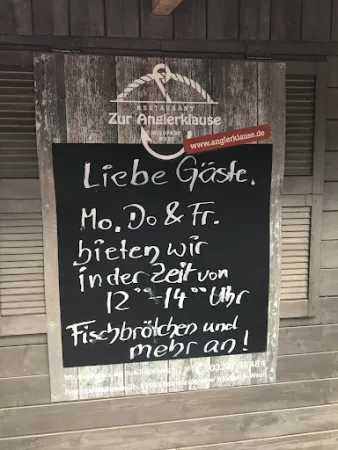 RESTAURANT
Zur Anglerklause
www.anglerklause.de
Liebe Gäste,
Mo, Do & Fr.
bieten wir
in der Zeit von
12⁰⁰-14⁰⁰ Uhr
Fischbrötchen und
mehr an!